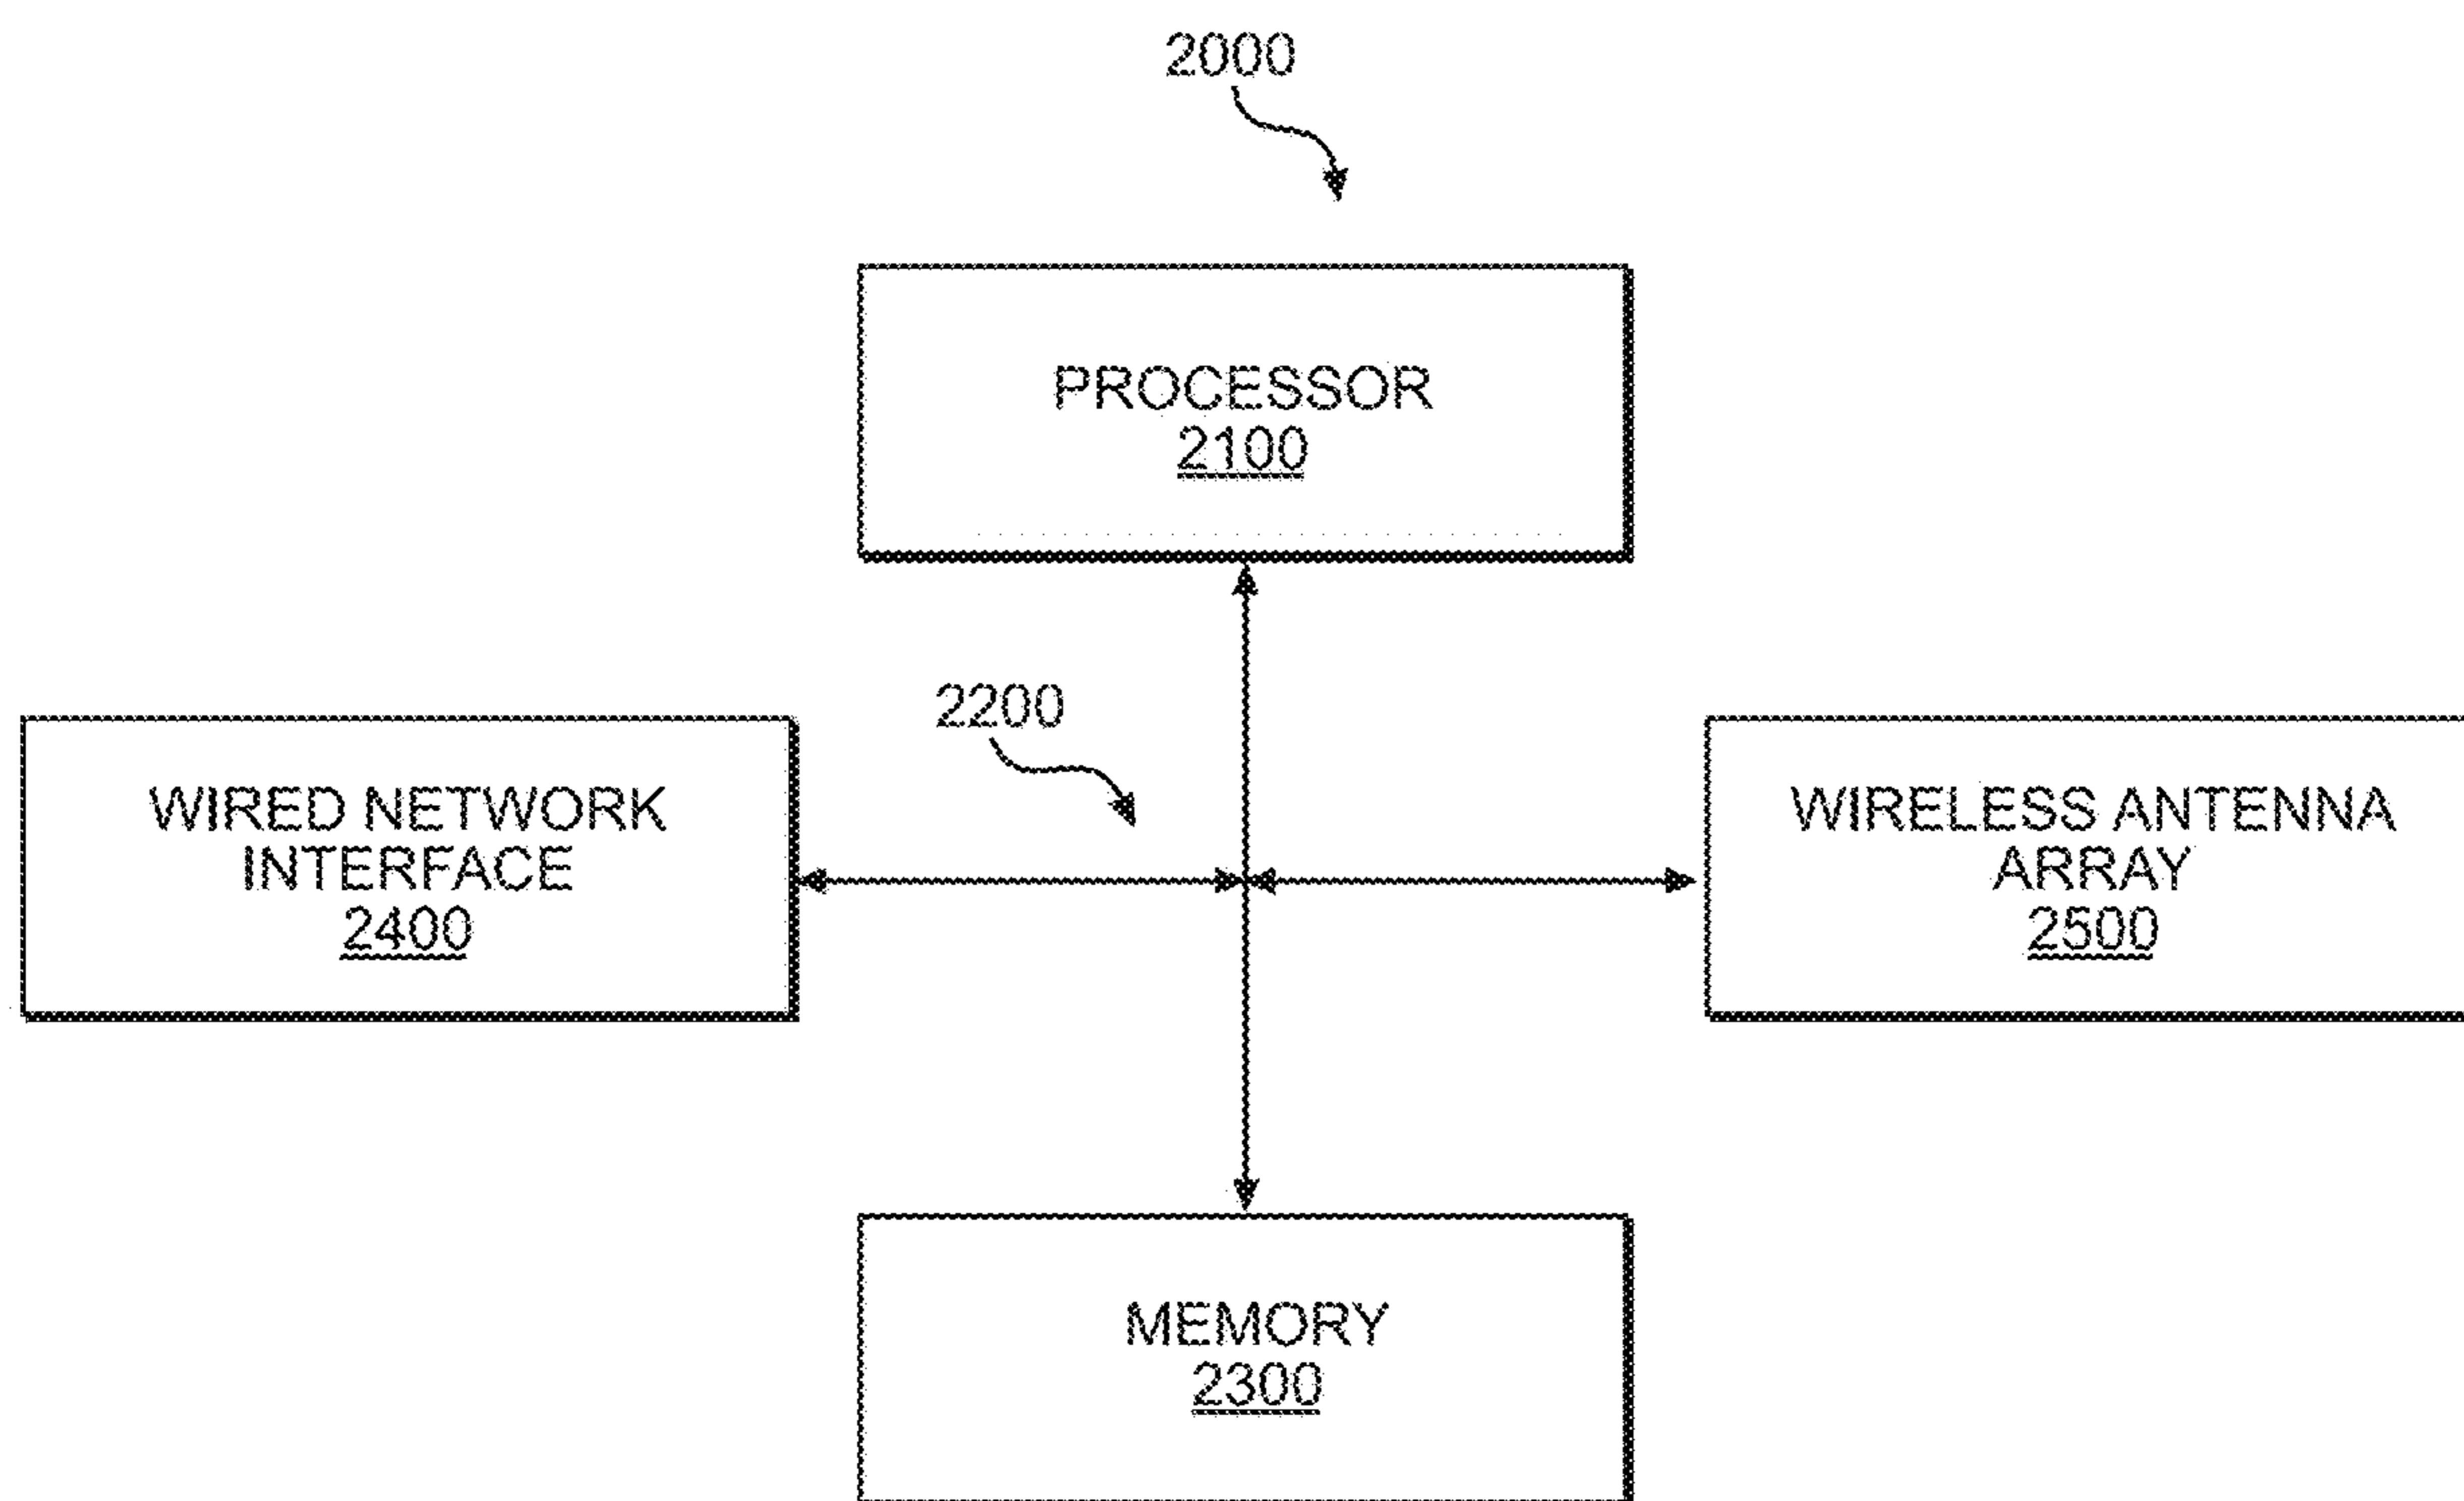 2000
PROCESSOR
2100
2200
WIRED NETWORK
INTERFACE
2400
WIRELESS ANTENNA
ARRAY
2500
MEMORY
2300